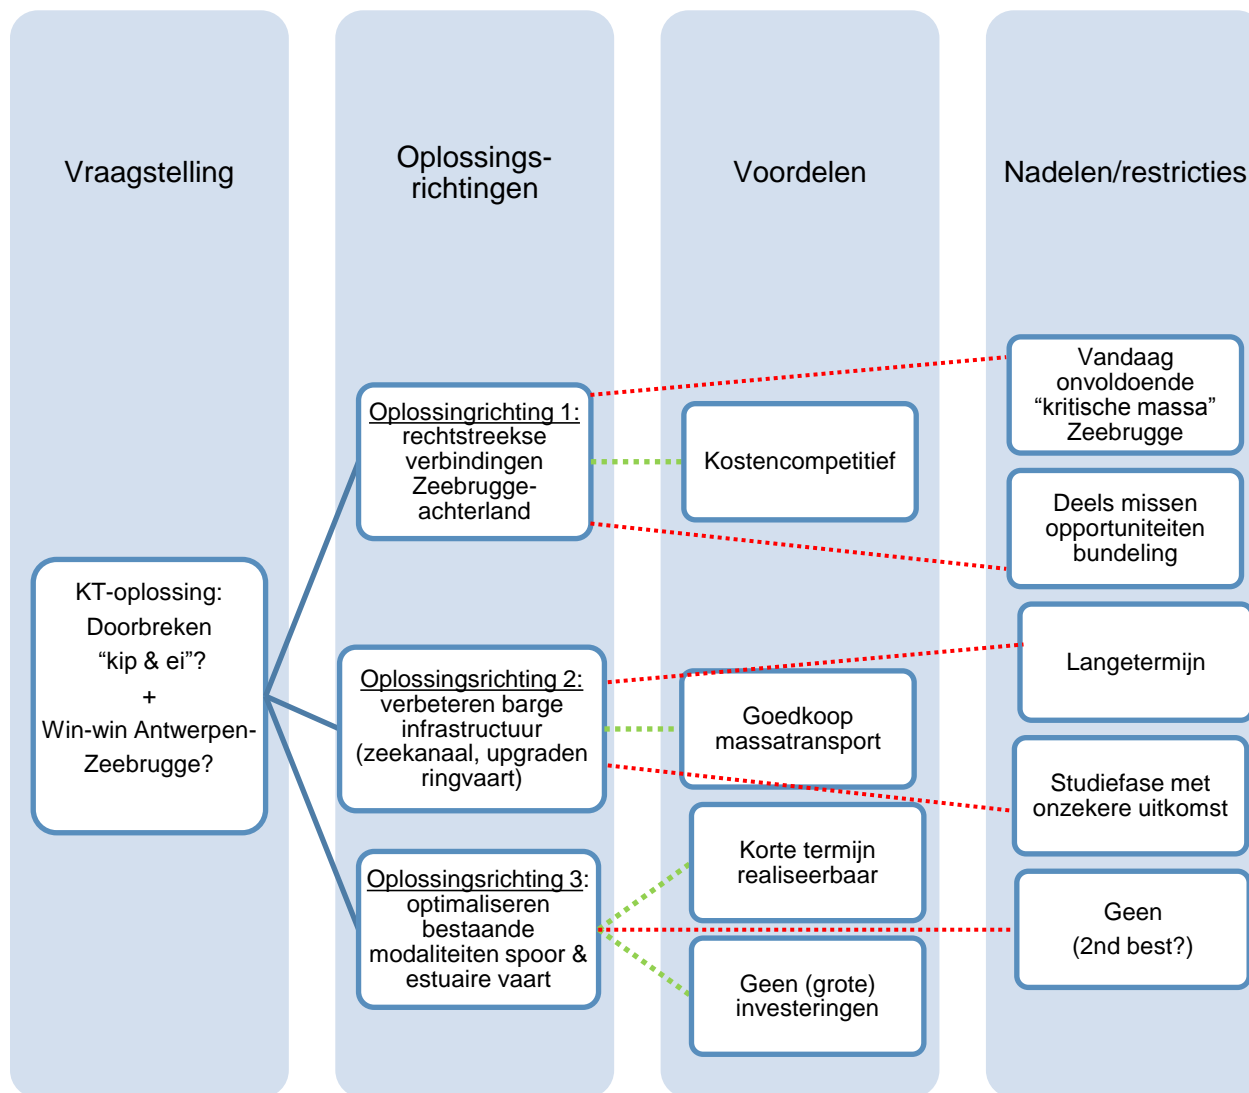 Vraagstelling
KT-oplossing:
Doorbreken
“kip & ei”?
+
Win-win Antwerpen-
Zeebrugge?
Oplossings-
richtingen
Oplossingrichting 1:
rechtstreekse
verbindingen
Zeebrugge-
achterland
Oplossingsrichting 2:
verbeteren barge
infrastructuur
(zeekanaal, upgraden
ringvaart)
Oplossingsrichting 3:
optimaliseren
bestaande
modaliteiten spoor &
estuaire vaart
Voordelen
Kostencompetitief
Goedkoop
massatransport
Korte termijn
realiseerbaar
Geen (grote)
investeringen
Nadelen/restricties
Vandaag
onvoldoende
“kritische massa”
Zeebrugge
Deels missen
opportuniteiten
bundeling
Langetermijn
Studiefase met
onzekere uitkomst
Geen
(2nd best?)